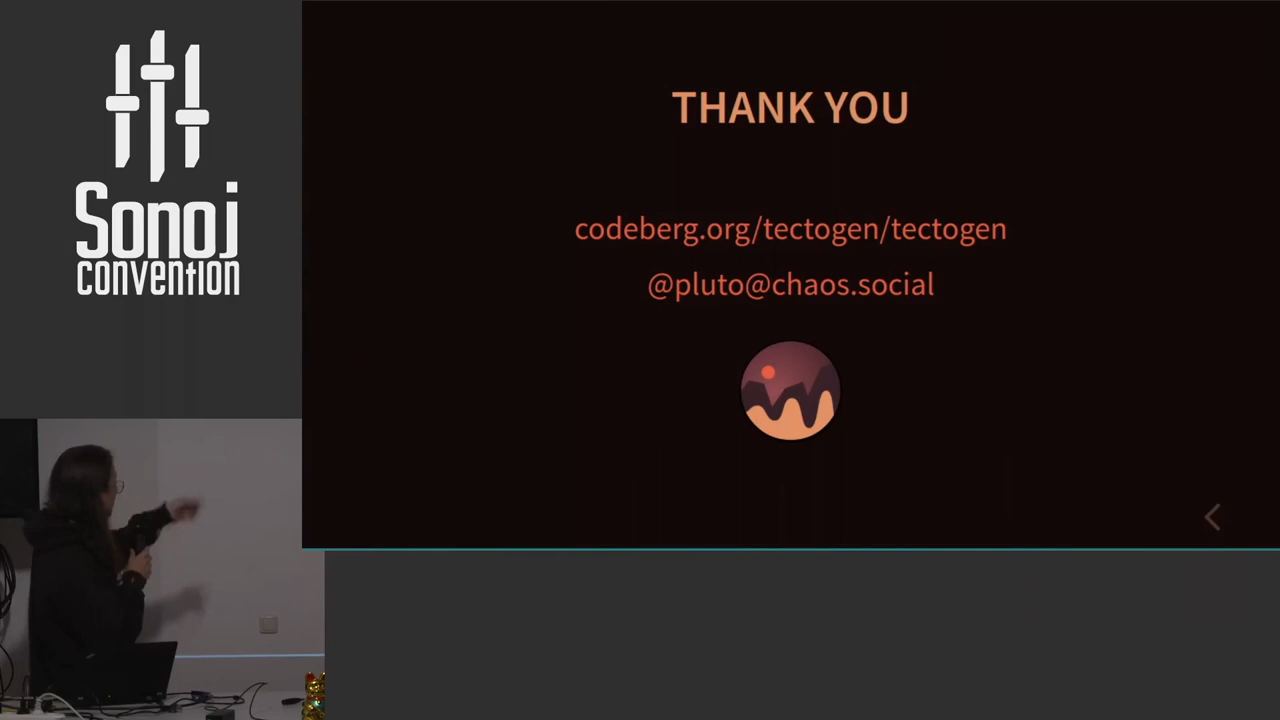 Sonoj
convention
THANK YOU
codeberg.org/tectogen/tectogen
@pluto@chaos.social